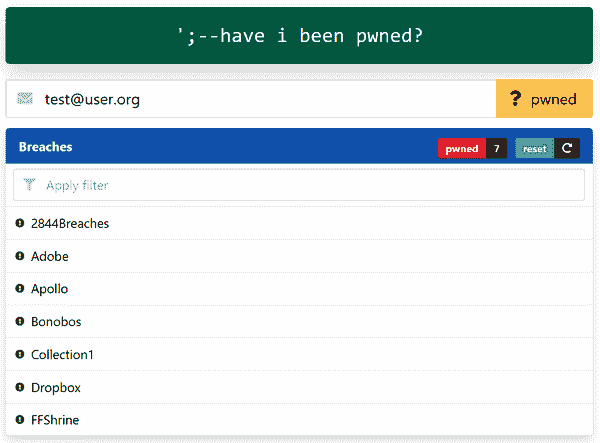 ';--have i been pwned?
test@user.org
? pwned
Breaches pwned 7 reset
Apply filter
2844Breaches
Adobe
Apollo
Bonobos
Collection1
Dropbox
FFShrine